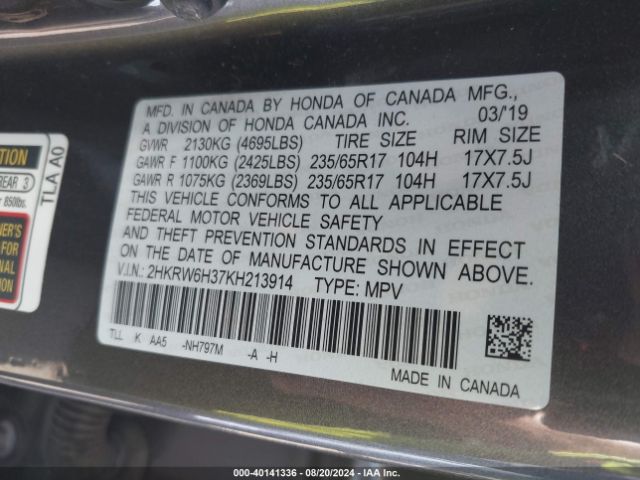 MFD. IN CANADA BY HONDA OF CANADA MFG.,
A DIVISION OF HONDA CANADA INC. 03/'19
GVWR 2130KG (4695LBS) TIRE SIZE RIM SIZE
GAWR F 1100KG (2425LBS) 235/65R17 104H 17X7.5J
GAWR R 1075KG (2369LBS) 235/65R17 104H 17X7.5J
THIS VEHICLE CONFORMS TO ALL APPLICABLE
FEDERAL MOTOR VEHICLE SAFETY
AND THEFT PREVENTION STANDARDS IN EFFECT
ON THE DATE OF MANUFACTURE SHOWN ABOVE.
V.I.N.: 2HKRW6H37KH213914 TYPE: MPV
TLL K AA5 -NH797M -A -H
MADE IN CANADA
TLA A0
REAR 3
850lbs.
FOR
000-40141336 - 08/20/2024 - IAA Inc.